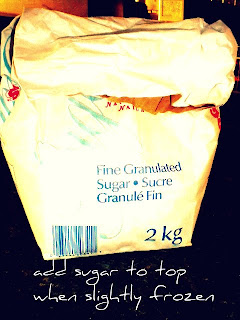 Fine Granulated
Sugar • Sucre
Granulé Fin
2 kg
add sugar to top
when slightly frozen